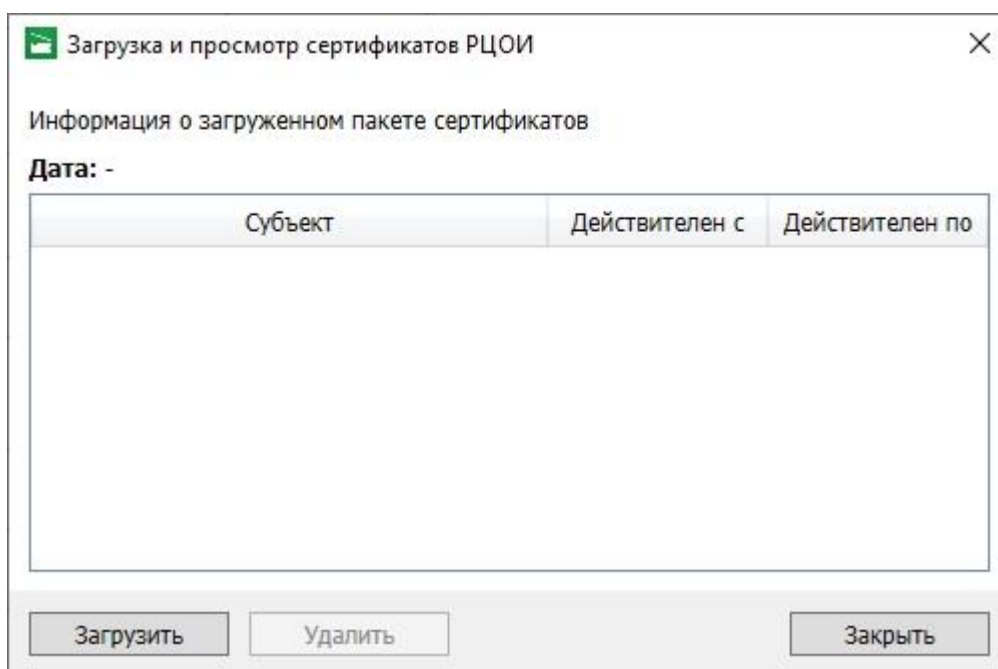 Загрузка и просмотр сертификатов РЦОИ
Информация о загруженном пакете сертификатов
Дата: -
Субъект Действителен с Действителен по
Загрузить Удалить Закрыть